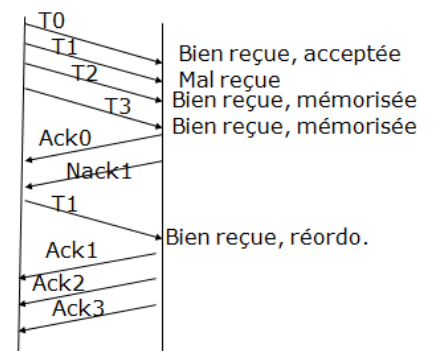 T0
T1
Bien reçue, acceptée
T2
Mal reçue
Bien reçue, mémorisée
T3
Bien reçue, mémorisée
Ack0
Nack1
T1
Bien reçue, réordo.
Ack1
Ack2
Ack3